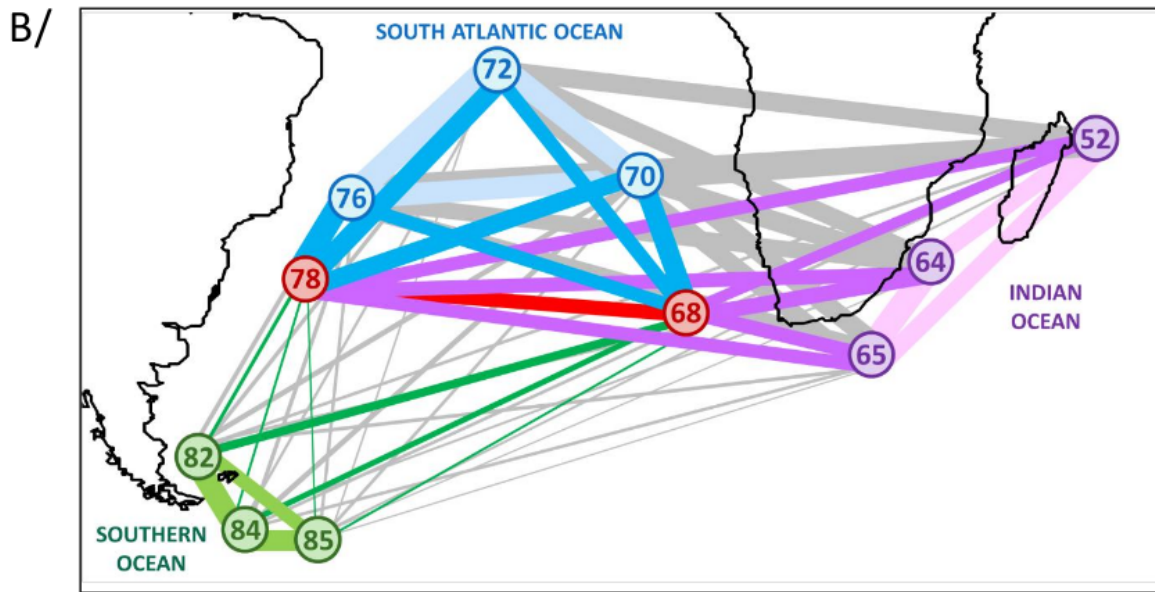 B/
SOUTH ATLANTIC OCEAN
72
52
70
76
64
78
INDIAN
OCEAN
68
65
82
84
85
SOUTHERN
OCEAN